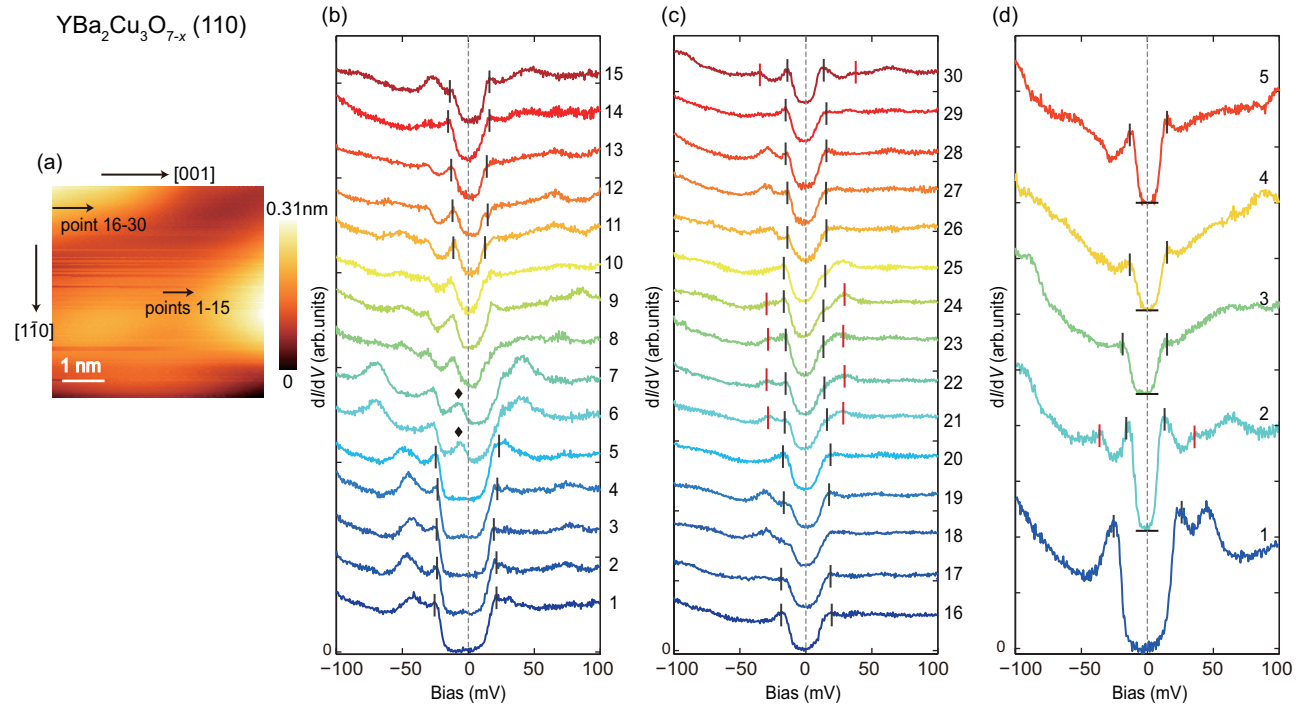 YBa2Cu3O7-x (110)
(a)
[001]
point 16-30
points 1-15
[11̅0]
1 nm
0.31nm
0
(b)
15
14
13
12
11
10
9
8
7
6
5
4
3
2
1
dI/dV (arb.units)
0
−100 −50 0 50 100
Bias (mV)
(c)
30
29
28
27
26
25
24
23
22
21
20
19
18
17
16
dI/dV (arb.units)
0
−100 −50 0 50 100
Bias (mV)
(d)
5
4
3
2
1
dI/dV (arb.units)
0
−100 −50 0 50 100
Bias (mV)